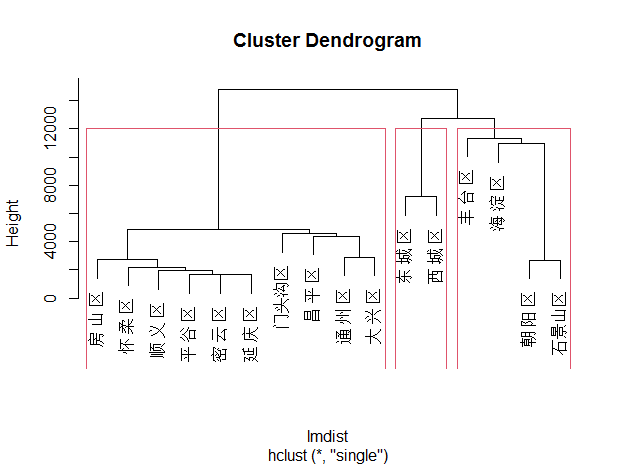 Cluster Dendrogram
Height
0 4000 8000 12000
房山区
怀柔区
顺义区
平谷区
密云区
延庆区
门头沟区
昌平区
通州区
大兴区
东城区
西城区
丰台区
海淀区
朝阳区
石景山区
lmdist
hclust (*, "single")